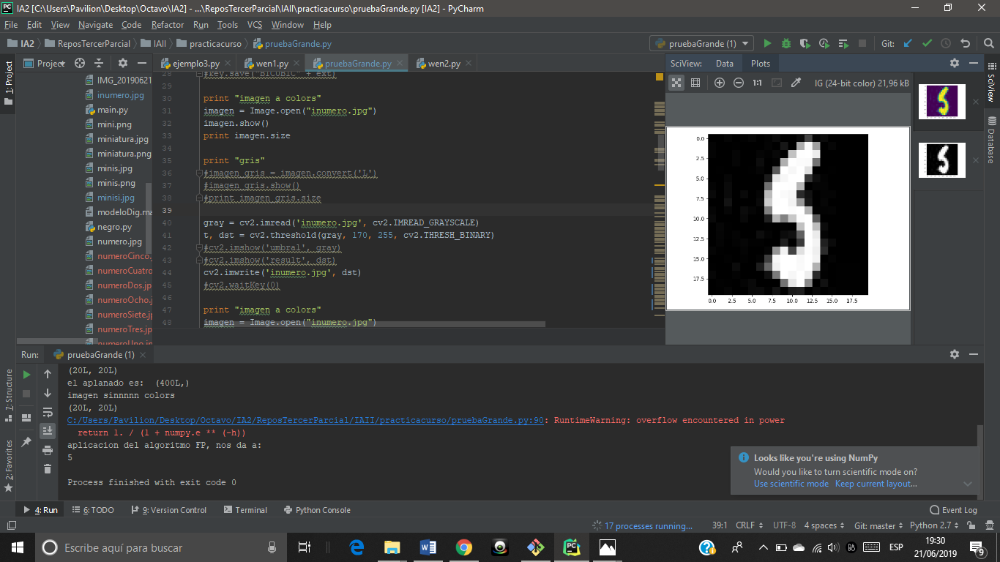 IA2 [C:\Users\Pavilion\Desktop\Octavo\IA2] - ...\ReposTercerParcial\IAII\practicacurso\pruebaGrande.py [IA2] - PyCharm
File Edit View Navigate Code Refactor Run Tools VCS Window Help
IA2 ReposTercerParcial IAII practicacurso pruebaGrande.py
pruebaGrande (1)
Git:
1: Project
Project
ejemplo3.py
wen1.py
pruebaGrande.py
wen2.py
SciView: Data Plots
1:1
IG (24-bit color) 21,96 kB
SciView
Database
IMG_20190621
inumero.jpg
main.py
mini.png
miniatura.jpg
miniatura.png
minis.jpg
minis.png
minisi.jpg
modeloDig.ma
negro.py
numero.jpg
numeroCinco.j
numeroCuatro
numeroDos.jp
numeroOcho.j
numeroSiete.jp
numeroTres.jp
numeroUno.jp
28 #key.save("BICUBIC" + ext)
29
30 print "imagen a colors"
31 imagen = Image.open("inumero.jpg")
32 imagen.show()
33 print imagen.size
34
35 print "gris"
36 #imagen_gris = imagen.convert('L')
37 #imagen_gris.show()
38 #print imagen_gris.size
39
40 gray = cv2.imread('inumero.jpg', cv2.IMREAD_GRAYSCALE)
41 t, dst = cv2.threshold(gray, 170, 255, cv2.THRESH_BINARY)
42 #cv2.imshow('umbral', gray)
43 #cv2.imshow('result', dst)
44 cv2.imwrite('inumero.jpg', dst)
45 #cv2.waitKey(0)
46
47 print "imagen a colors"
48 imagen = Image.open("inumero.jpg")
0.0
2.5
5.0
7.5
10.0
12.5
15.0
17.5
0.0 2.5 5.0 7.5 10.0 12.5 15.0 17.5
Run: pruebaGrande (1)
7: Structure
2: Favorites
(20L, 20L)
el aplanado es:  (400L,)
imagen sinnnnn colors
(20L, 20L)
C:/Users/Pavilion/Desktop/Octavo/IA2/ReposTercerParcial/IAII/practicacurso/pruebaGrande.py:90: RuntimeWarning: overflow encountered in power
return 1. / (1 + numpy.e ** (-h))
aplicacion del algoritmo FP, nos da a:
5
Process finished with exit code 0
Looks like you're using NumPy
Would you like to turn scientific mode on?
Use scientific mode Keep current layout...
4: Run 6: TODO 9: Version Control Terminal Python Console Event Log
17 processes running... 39:1 CRLF UTF-8 4 spaces Git: master Python 2.7
Escribe aquí para buscar
ESP
19:30
21/06/2019
9